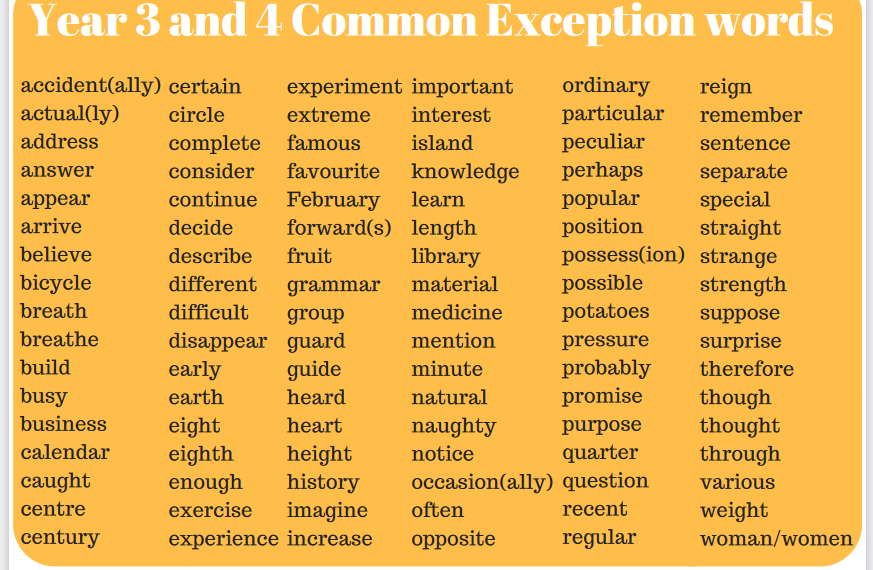 Year 3 and 4 Common Exception words
accident(ally) certain experiment important ordinary reign
actual(ly) circle extreme interest particular remember
address complete famous island peculiar sentence
answer consider favourite knowledge perhaps separate
appear continue February learn popular special
arrive decide forward(s) length position straight
believe describe fruit library possess(ion) strange
bicycle different grammar material possible strength
breath difficult group medicine potatoes suppose
breathe disappear guard mention pressure surprise
build early guide minute probably therefore
busy earth heard natural promise though
business eight heart naughty purpose thought
calendar eighth height notice quarter through
caught enough history occasion(ally) question various
centre exercise imagine often recent weight
century experience increase opposite regular woman/women